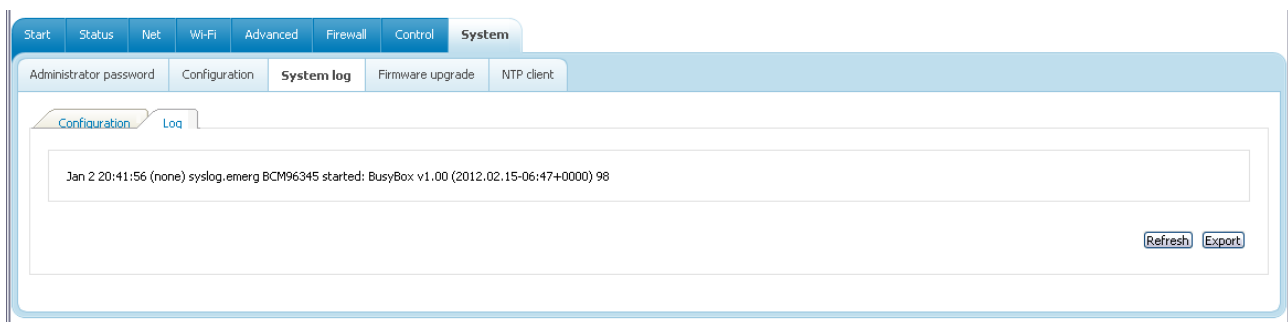 Start Status Net Wi-Fi Advanced Firewall Control System
Administrator password Configuration System log Firmware upgrade NTP client
Configuration Log
Jan 2 20:41:56 (none) syslog.emerg BCM96345 started: BusyBox v1.00 (2012.02.15-06:47+0000) 98
Refresh Export